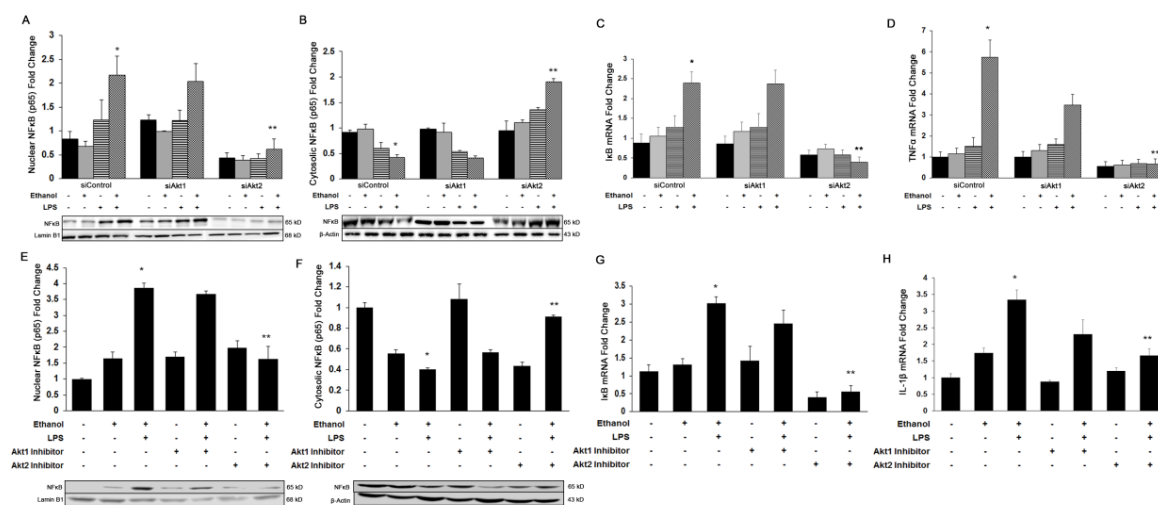 A
Nuclear NFκB (p65) Fold Change
3
2.5
2
1.5
1
0.5
0
*
**
siControl
siAkt1
siAkt2
Ethanol - + - + - + - + - + - +
LPS - - + + - - + + - - + +
NFκB
65 kD
Lamin B1
68 kD
B
Cytosolic NFκB (p65) Fold Change
2.5
2
1.5
1
0.5
0
*
**
siControl
siAkt1
siAkt2
Ethanol - + - + - + - + - + - +
LPS - - + + - - + + - - + +
NFκB
65 kD
β-Actin
43 kD
C
IκB mRNA Fold Change
3
2.5
2
1.5
1
0.5
0
*
**
siControl
siAkt1
siAkt2
Ethanol - + - + - + - + - + - +
LPS - - + + - - + + - - + +
D
TNFα mRNA Fold Change
7
6
5
4
3
2
1
0
*
**
siControl
siAkt1
siAkt2
Ethanol - + - + - + - + - + - +
LPS - - + + - - + + - - + +
E
Nuclear NFκB (p65) Fold Change
4.5
4
3.5
3
2.5
2
1.5
1
0.5
0
*
**
Ethanol - + + - + - +
LPS - - + - + - +
Akt1 Inhibitor - - - + + - -
Akt2 Inhibitor - - - - - + +
NFκB
65 kD
Lamin B1
68 kD
F
Cytosolic NFκB (p65) Fold Change
1.4
1.2
1
0.8
0.6
0.4
0.2
0
*
**
Ethanol - + + - + - +
LPS - - + - + - +
Akt1 Inhibitor - - - + + - -
Akt2 Inhibitor - - - - - + +
NFκB
65 kD
β-Actin
43 kD
G
IκB mRNA Fold Change
3.5
3
2.5
2
1.5
1
0.5
0
*
**
Ethanol - + + - + - +
LPS - - + - + - +
Akt1 Inhibitor - - - + + - -
Akt2 Inhibitor - - - - - + +
H
IL-1β mRNA Fold Change
4
3.5
3
2.5
2
1.5
1
0.5
0
*
**
Ethanol - + + - + - +
LPS - - + - + - +
Akt1 Inhibitor - - - + + - -
Akt2 Inhibitor - - - - - + +